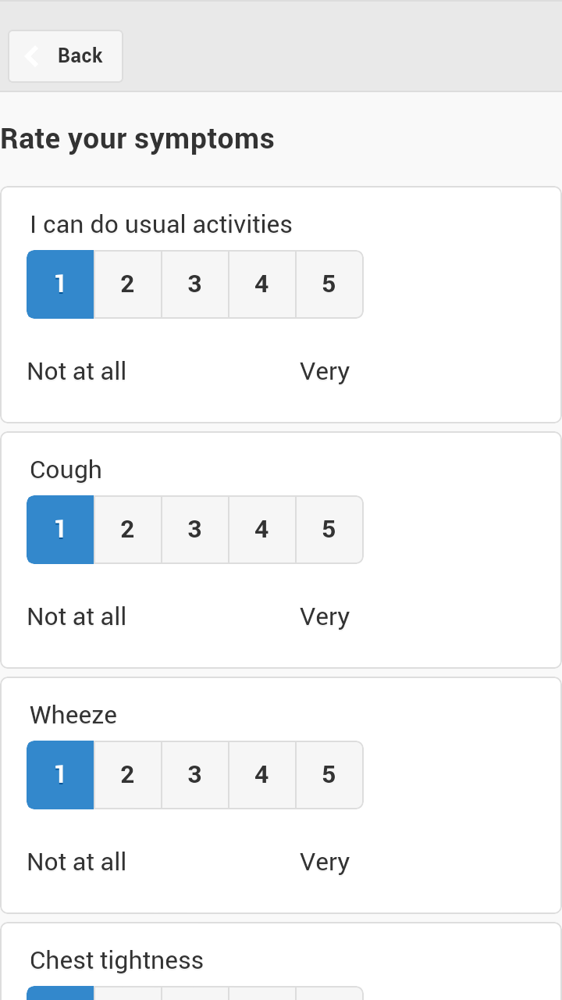 Back
Rate your symptoms
I can do usual activities
1 2 3 4 5
Not at all Very
Cough
1 2 3 4 5
Not at all Very
Wheeze
1 2 3 4 5
Not at all Very
Chest tightness